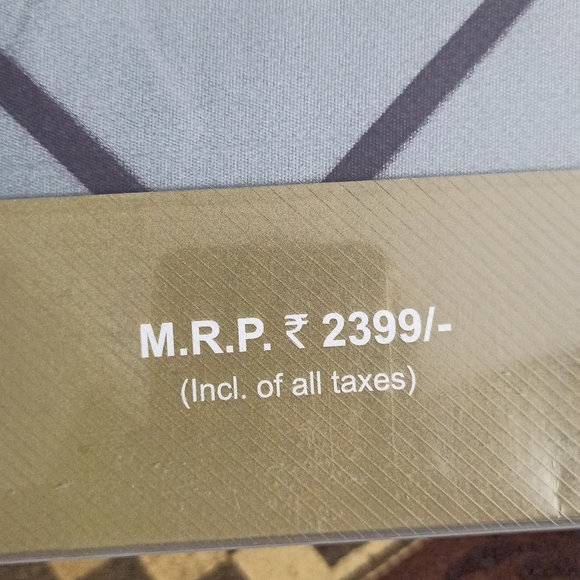 M.R.P. ₹ 2399/-
(Incl. of all taxes)